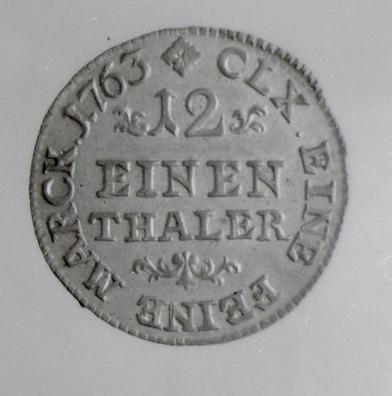 CLX. EINE FEINE MARCK. J.1763
12
EINEN
THALER